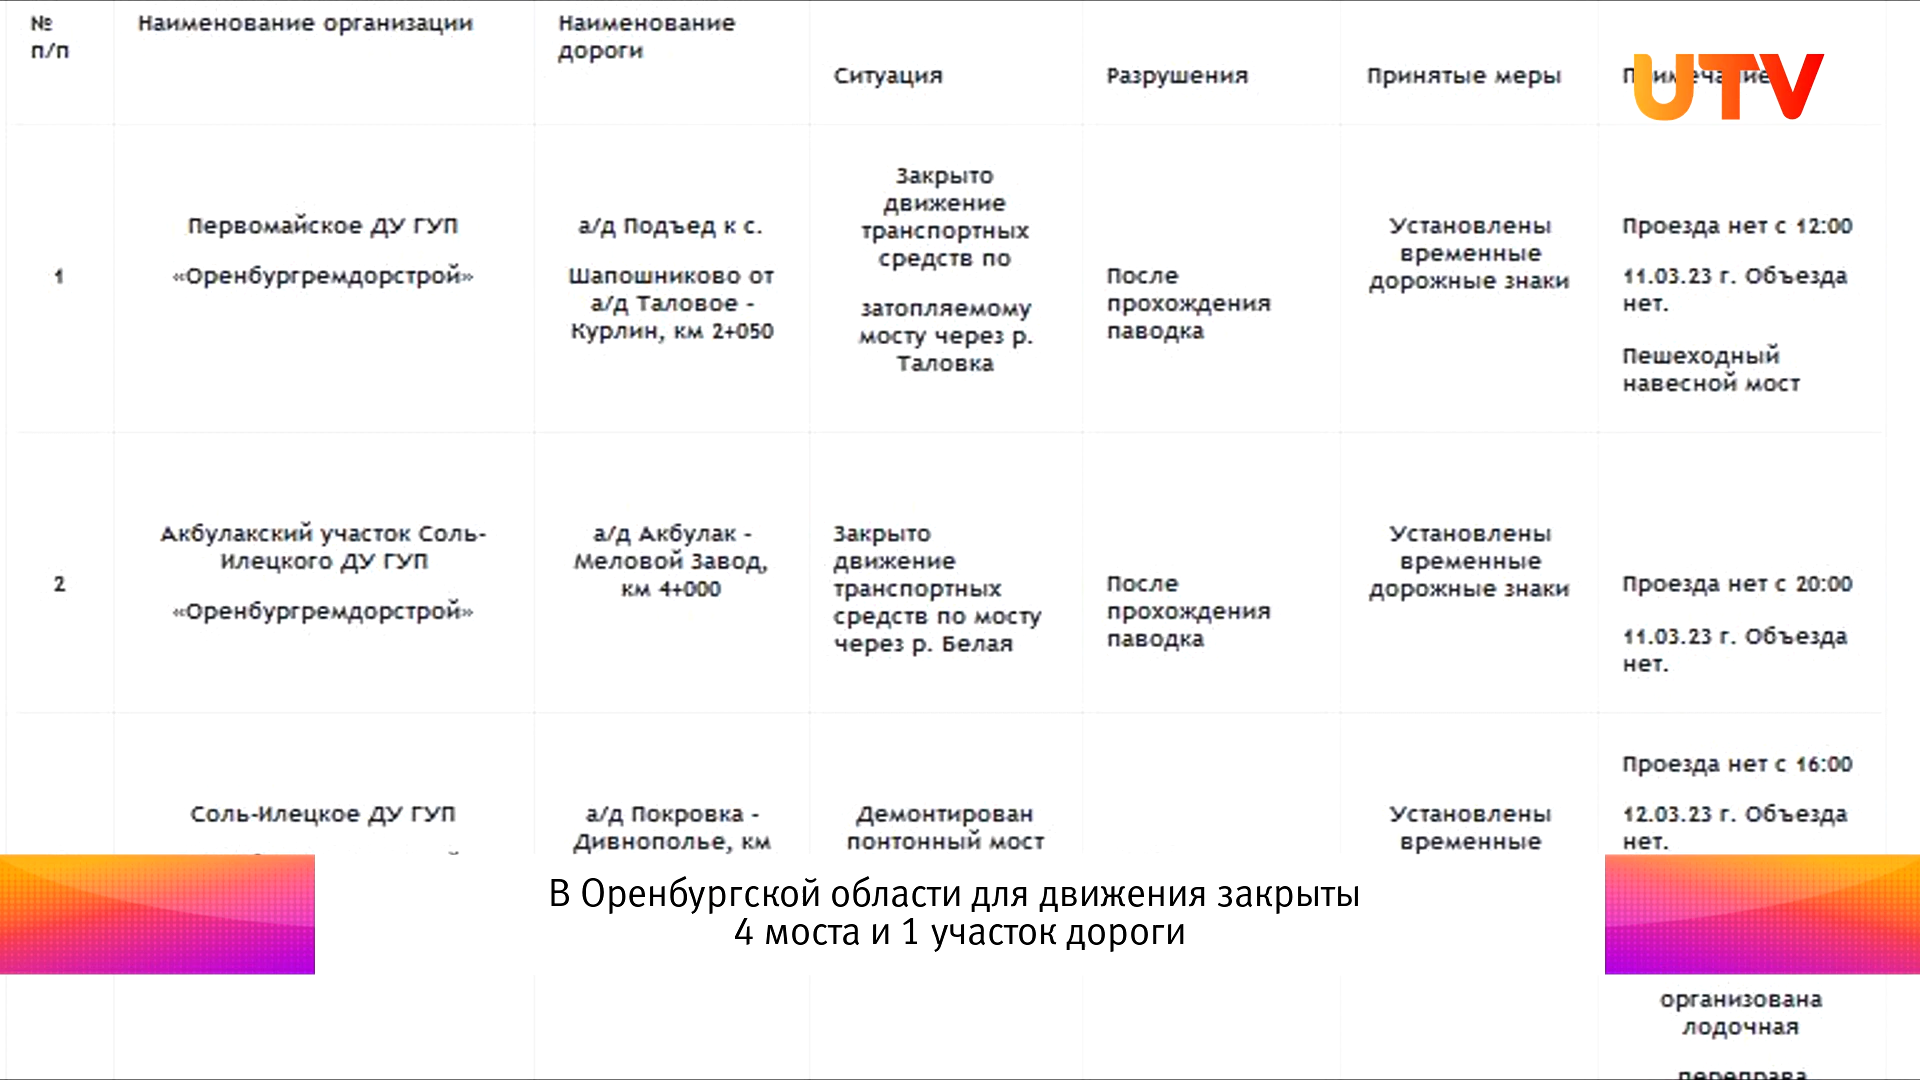 №
п/п
Наименование организации
Наименование
дороги
Ситуация
Разрушения
Принятые меры
UTV
1
Первомайское ДУ ГУП
«Оренбургремдорстрой»
а/д Подъед к с.
Шапошниково от
а/д Таловое -
Курлин, км 2+050
Закрыто
движение
транспортных
средств по
затопляемому
мосту через р.
Таловка
После
прохождения
паводка
Установлены
временные
дорожные знаки
Проезда нет с 12:00
11.03.23 г. Объезда
нет.
Пешеходный
навесной мост
2
Акбулакский участок Соль-
Илецкого ДУ ГУП
«Оренбургремдорстрой»
а/д Акбулак -
Меловой Завод,
км 4+000
Закрыто
движение
транспортных
средств по мосту
через р. Белая
После
прохождения
паводка
Установлены
временные
дорожные знаки
Проезда нет с 20:00
11.03.23 г. Объезда
нет.
Соль-Илецкое ДУ ГУП
а/д Покровка -
Дивнополье, км
Демонтирован
понтонный мост
Установлены
временные
Проезда нет с 16:00
12.03.23 г. Объезда
нет.
организована
лодочная
переправа
В Оренбургской области для движения закрыты
4 моста и 1 участок дороги